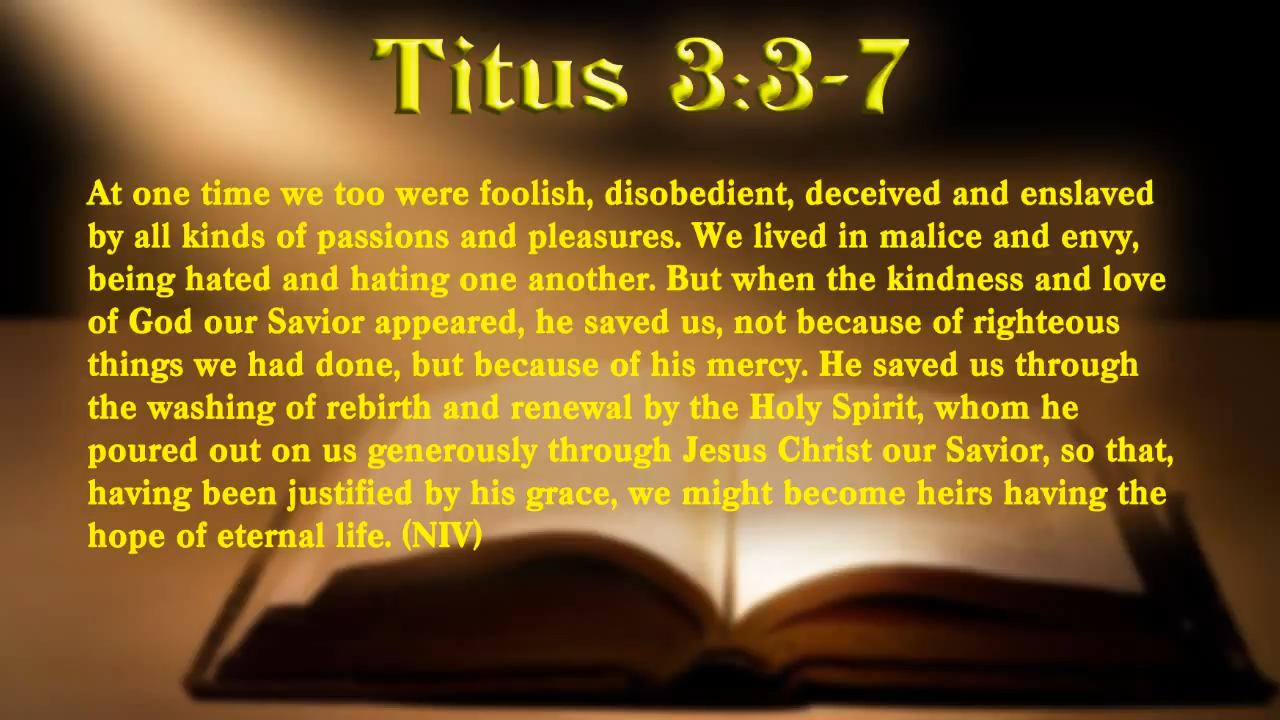 Titus 3:3-7
At one time we too were foolish, disobedient, deceived and enslaved
by all kinds of passions and pleasures. We lived in malice and envy,
being hated and hating one another. But when the kindness and love
of God our Savior appeared, he saved us, not because of righteous
things we had done, but because of his mercy. He saved us through
the washing of rebirth and renewal by the Holy Spirit, whom he
poured out on us generously through Jesus Christ our Savior, so that,
having been justified by his grace, we might become heirs having the
hope of eternal life. (NIV)